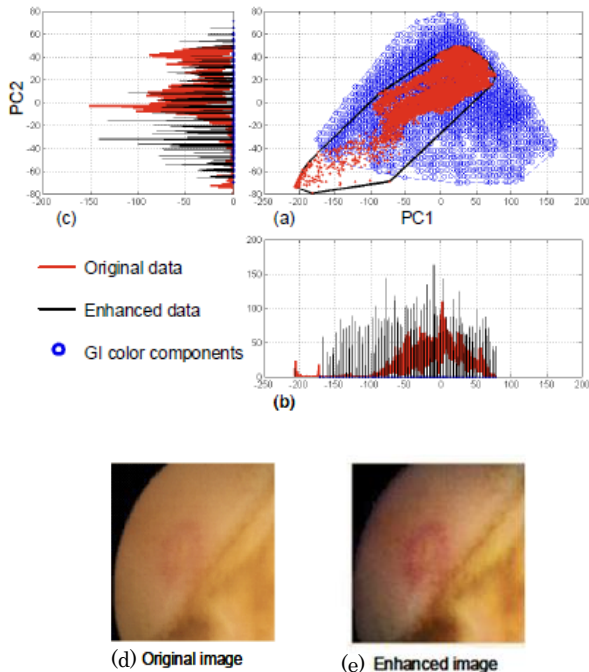 80
60
40
20
0
-20
-40
-60
-80
PC2
-200 -150 -100 -50 0
(c)
80
60
40
20
0
-20
-40
-60
-80
-200 -150 -100 -50 0 50 100 150 200
(a) PC1
Original data
Enhanced data
GI color components
200
150
100
50
0
-250 -200 -150 -100 -50 0 50 100 150 200
(b)
(d) Original image
(e) Enhanced image